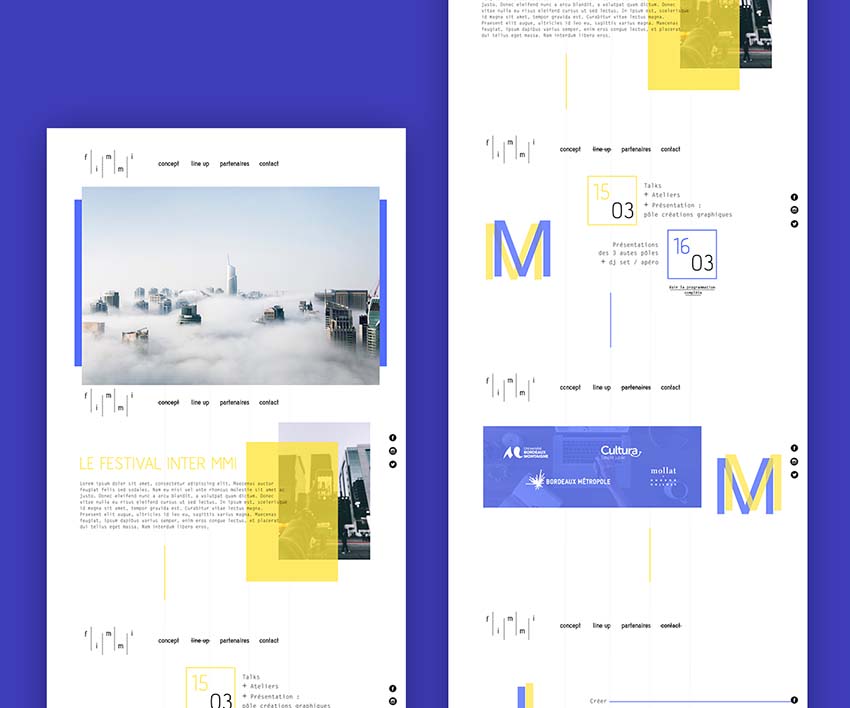 f i m m i
concept line up partenaires contact
f i m m i
concept line up partenaires contact
LE FESTIVAL INTER MMI
Lorem ipsum dolor sit amet, consectetur adipiscing elit. Maecenas auctor
feugiat felis sed sodales. Nam eu nisi vel ante rhoncus molestie sit amet ac
justo. Donec eleifend nunc a arcu blandit, a volutpat quam dictum. Donec
id risus eleifend cursus ut sed lectus. In ipsum est, scelerisque
id magna sit amet, tempor gravida est. Curabitur vitae magna.
Praesent elit augue, ultricies id leo eu, sagittis varius magna. Maecenas
feugiat, ipsum dapibus varius semper, enim eros congue lectus, et placerat
dui tellus eget massa. Nam interdum libero eros.
f i m m i
concept line up partenaires contact
15
03
Talks
+ Ateliers
+ Présentation :
pôle créations graphiques
justo. Donec eleifend nunc a arcu blandit, a volutpat quam dictum. Donec
id risus eleifend cursus ut sed lectus. In ipsum est, scelerisque
id magna sit amet, tempor gravida est. Curabitur vitae magna.
Praesent elit augue, ultricies id leo eu, sagittis varius magna. Maecenas
feugiat, ipsum dapibus varius semper, enim eros congue lectus, et placerat
dui tellus eget massa. Nam interdum libero eros.
f i m m i
concept line up partenaires contact
15
03
Talks
+ Ateliers
+ Présentation :
pôle créations graphiques
M
Présentations
des 3 autes pôles
+ dj set / apéro
16
03
Voir la programmation
complète
f i m m i
concept line up partenaires contact
Université
BORDEAUX
MONTAIGNE
Cultura
mollat
BORDEAUX MÉTROPOLE
M
f i m m i
concept line up partenaires contact
Créer